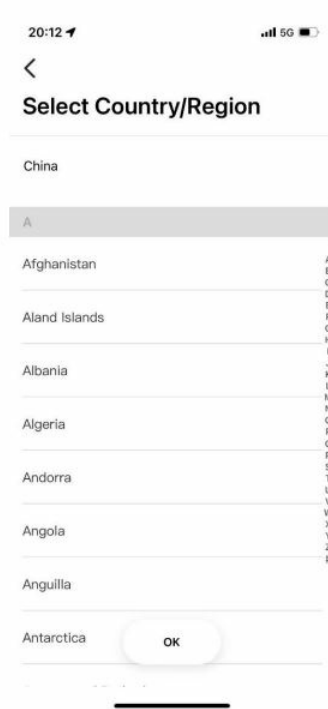 20:12
5G
Select Country/Region
China
A
Afghanistan
Aland Islands
Albania
Algeria
Andorra
Angola
Anguilla
Antarctica
OK